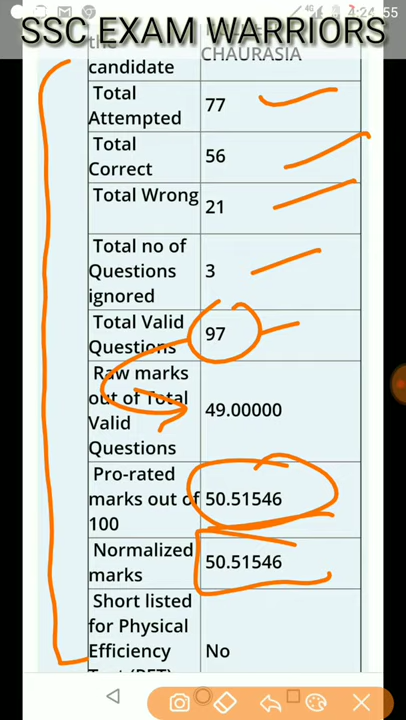 SSC EXAM WARRIORS
the
candidate
CHAURASIA
Total
Attempted
77
Total
Correct
56
Total Wrong
21
Total no of
Questions
ignored
3
Total Valid
Questions
97
Raw marks
out of Total
Valid
Questions
49.00000
Pro-rated
marks out of
100
50.51546
Normalized
marks
50.51546
Short listed
for Physical
Efficiency
No